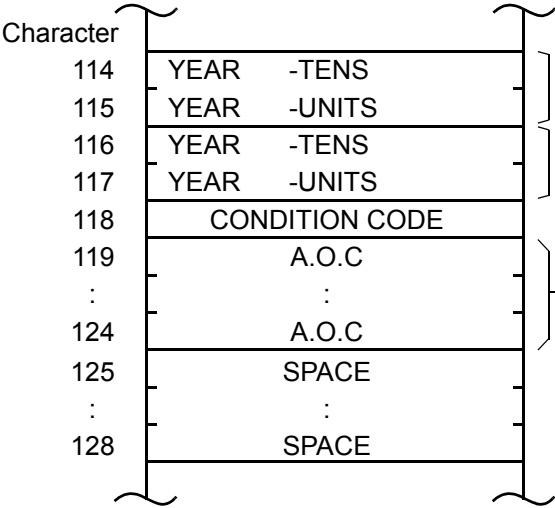 Character
114 YEAR -TENS
115 YEAR -UNITS
116 YEAR -TENS
117 YEAR -UNITS
118 CONDITION CODE
119 A.O.C
: :
124 A.O.C
125 SPACE
: :
128 SPACE